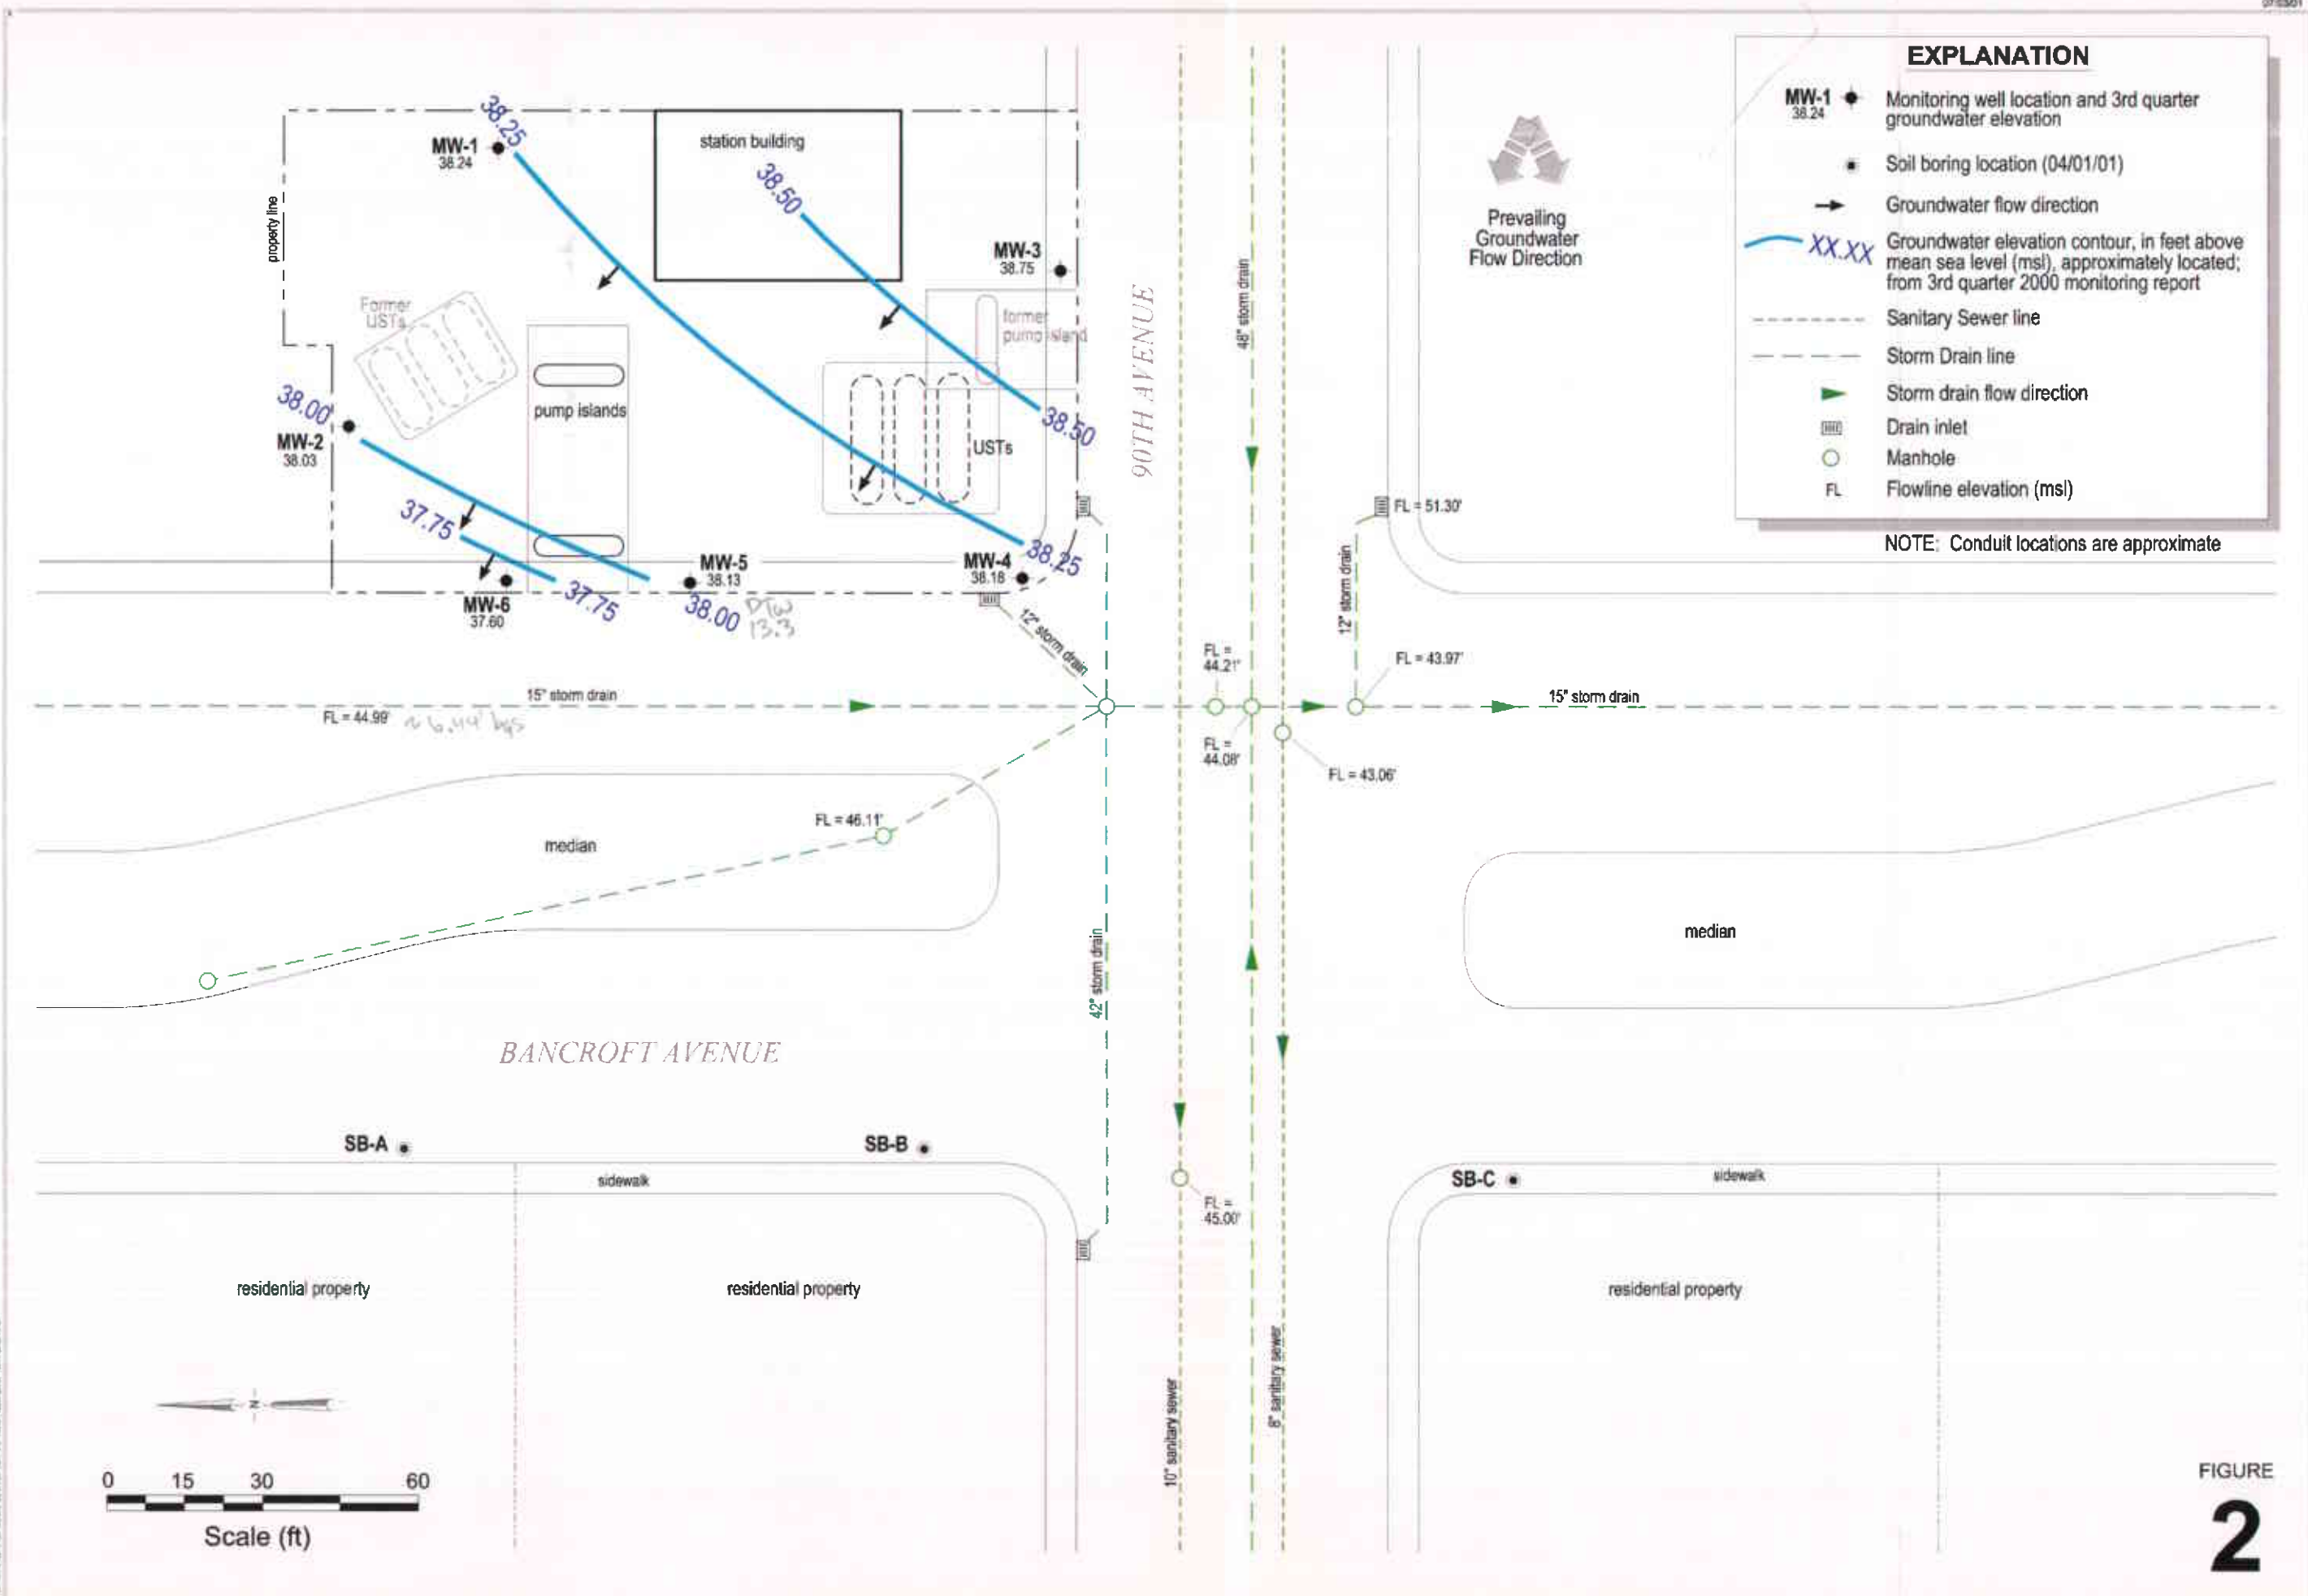 EXPLANATION
MW-1
38.24
Monitoring well location and 3rd quarter
groundwater elevation
Soil boring location (04/01/01)
Groundwater flow direction
XX.XX
Groundwater elevation contour, in feet above
mean sea level (msl), approximately located;
from 3rd quarter 2000 monitoring report
Sanitary Sewer line
Storm Drain line
Storm drain flow direction
Drain inlet
Manhole
FL
Flowline elevation (msl)
NOTE: Conduit locations are approximate
Prevailing
Groundwater
Flow Direction
38.25
MW-1
38.24
station building
38.50
MW-3
38.75
property line
Former
USTs
former
pump island
pump islands
38.00
MW-2
38.03
38.50
USTs
37.75
MW-5
38.13
MW-4
38.18
38.25
MW-6
37.60
37.75
38.00
DTW
13.3
90TH AVENUE
48" storm drain
FL = 51.30'
12" storm drain
12" storm drain
FL =
44.21'
FL = 43.97'
15" storm drain
15" storm drain
FL = 44.99'
~ 6.44' bgs
FL =
44.08'
FL = 43.06'
FL = 46.11'
median
median
42" storm drain
BANCROFT AVENUE
SB-A
SB-B
SB-C
sidewalk
sidewalk
FL =
45.00'
residential property
residential property
residential property
10" sanitary sewer
8" sanitary sewer
N
0 15 30 60
Scale (ft)
FIGURE
2